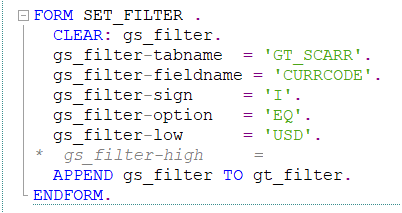 FORM SET_FILTER .
CLEAR: gs_filter.
gs_filter-tabname = 'GT_SCARR'.
gs_filter-fieldname = 'CURRCODE'.
gs_filter-sign = 'I'.
gs_filter-option = 'EQ'.
gs_filter-low = 'USD'.
* gs_filter-high =
APPEND gs_filter TO gt_filter.
ENDFORM.